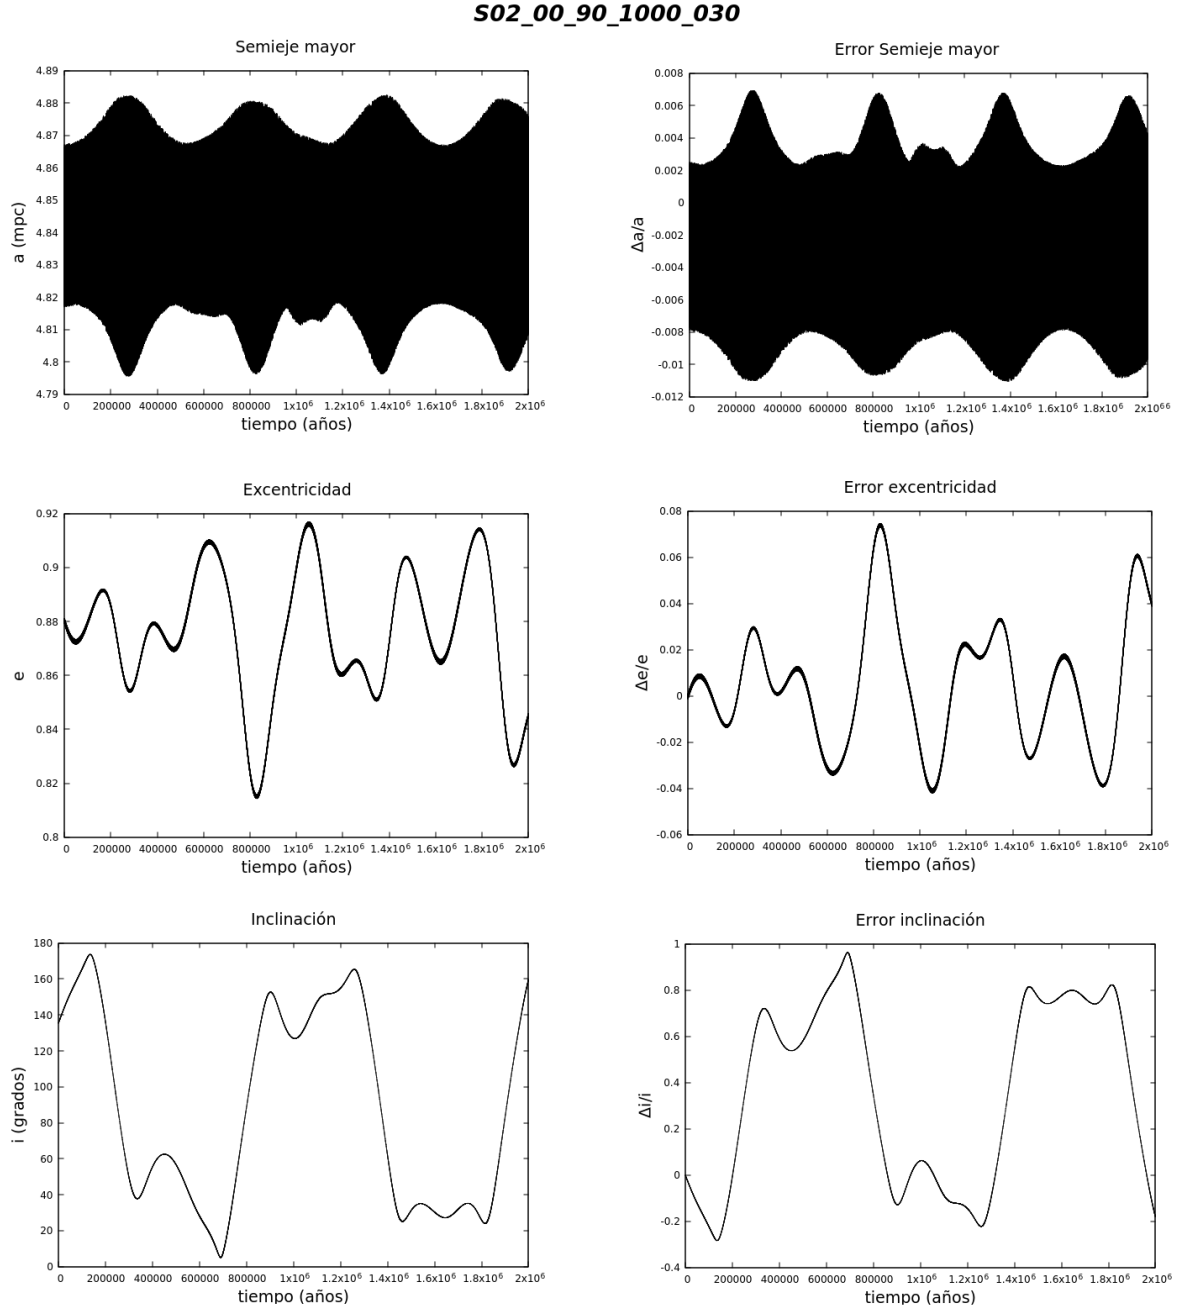 S02_00_90_1000_030
Semieje mayor
4.89
4.88
4.87
4.86
4.85
4.84
4.83
4.82
4.81
4.8
4.79
a (mpc)
0 200000 400000 600000 800000 1x10⁶ 1.2x10⁶ 1.4x10⁶ 1.6x10⁶ 1.8x10⁶ 2x10⁶
tiempo (años)
Error Semieje mayor
0.008
0.006
0.004
0.002
0
-0.002
-0.004
-0.006
-0.008
-0.01
-0.012
Δa/a
0 200000 400000 600000 800000 1x10⁶ 1.2x10⁶ 1.4x10⁶ 1.6x10⁶ 1.8x10⁶ 2x10⁶⁶
tiempo (años)
Excentricidad
0.92
0.9
0.88
0.86
0.84
0.82
0.8
e
0 200000 400000 600000 800000 1x10⁶ 1.2x10⁶ 1.4x10⁶ 1.6x10⁶ 1.8x10⁶ 2x10⁶
tiempo (años)
Error excentricidad
0.08
0.06
0.04
0.02
0
-0.02
-0.04
-0.06
Δe/e
0 200000 400000 600000 800000 1x10⁶ 1.2x10⁶ 1.4x10⁶ 1.6x10⁶ 1.8x10⁶ 2x10⁶
tiempo (años)
Inclinación
180
160
140
120
100
80
60
40
20
0
i (grados)
0 200000 400000 600000 800000 1x10⁶ 1.2x10⁶ 1.4x10⁶ 1.6x10⁶ 1.8x10⁶ 2x10⁶
tiempo (años)
Error inclinación
1
0.8
0.6
0.4
0.2
0
-0.2
-0.4
Δi/i
0 200000 400000 600000 800000 1x10⁶ 1.2x10⁶ 1.4x10⁶ 1.6x10⁶ 1.8x10⁶ 2x10⁶
tiempo (años)